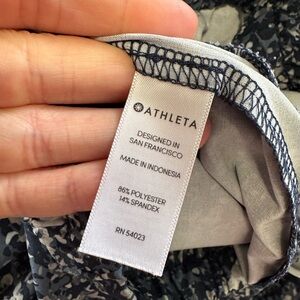 ATHLETA
DESIGNED IN
SAN FRANCISCO
MADE IN INDONESIA
86% POLYESTER
14% SPANDEX
RN 54023